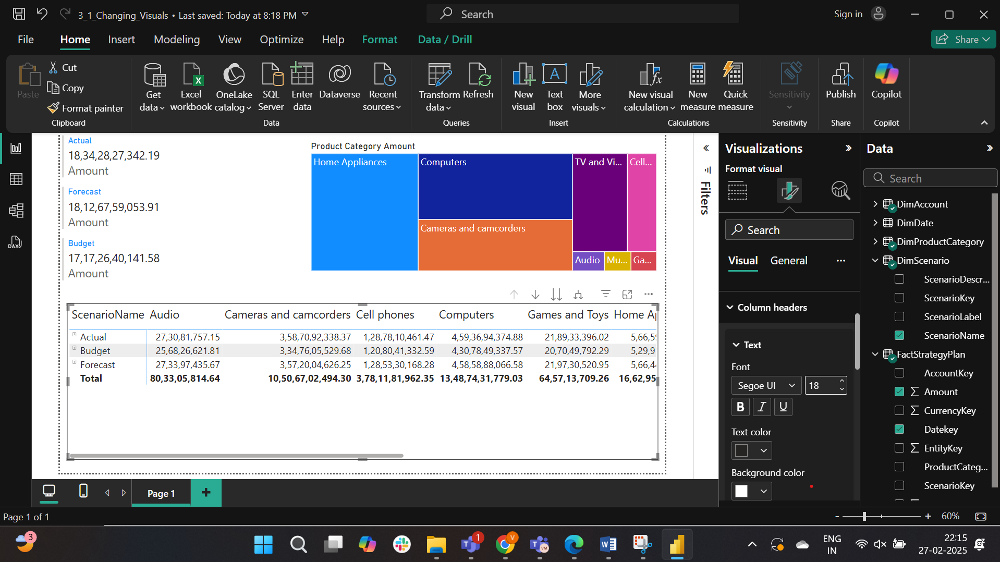 3_1_Changing_Visuals • Last saved: Today at 8:18 PM
Search
Sign in
File Home Insert Modeling View Optimize Help Format Data / Drill
Share
Paste
Cut
Copy
Format painter
Clipboard
Get data
Excel workbook
OneLake catalog
SQL Server
Enter data
Dataverse
Recent sources
Data
Transform data
Refresh
Queries
New visual
Text box
More visuals
Insert
New visual calculation
New measure
Quick measure
Calculations
Sensitivity
Sensitivity
Publish
Share
Copilot
Copilot
DAX
Actual
18,34,28,27,342.19
Amount
Forecast
18,12,67,59,053.91
Amount
Budget
17,17,26,40,141.58
Amount
Product Category Amount
Home Appliances
Computers
Cameras and camcorders
TV and Vi...
Cell...
Audio
Mu...
Ga...
ScenarioName Audio Cameras and camcorders Cell phones Computers Games and Toys Home Ap
Actual 27,30,81,757.15 3,58,70,92,338.37 1,28,78,10,461.47 4,59,36,94,374.88 21,89,33,396.02 5,66,59
Budget 25,68,26,621.81 3,34,76,05,529.68 1,20,80,41,332.59 4,30,78,49,337.57 20,70,49,792.29 5,29,9
Forecast 27,33,97,435.67 3,57,20,04,626.25 1,28,53,30,168.28 4,58,58,88,066.58 21,97,30,520.95 5,66,4
Total 80,33,05,814.64 10,50,67,02,494.30 3,78,11,81,962.35 13,48,74,31,779.03 64,57,13,709.26 16,62,95
Filters
Visualizations
Format visual
Search
Visual General ...
Column headers
Text
Font
Segoe UI 18
B I U
Text color
Background color
Data
Search
DimAccount
DimDate
DimProductCategory
DimScenario
ScenarioDescr...
ScenarioKey
ScenarioLabel
ScenarioName
FactStrategyPlan
AccountKey
Amount
CurrencyKey
Datekey
EntityKey
ProductCateg...
ScenarioKey
Page 1
+
Page 1 of 1
- + 60%
3
1
V
VM
ENG
IN
22:15
27-02-2025